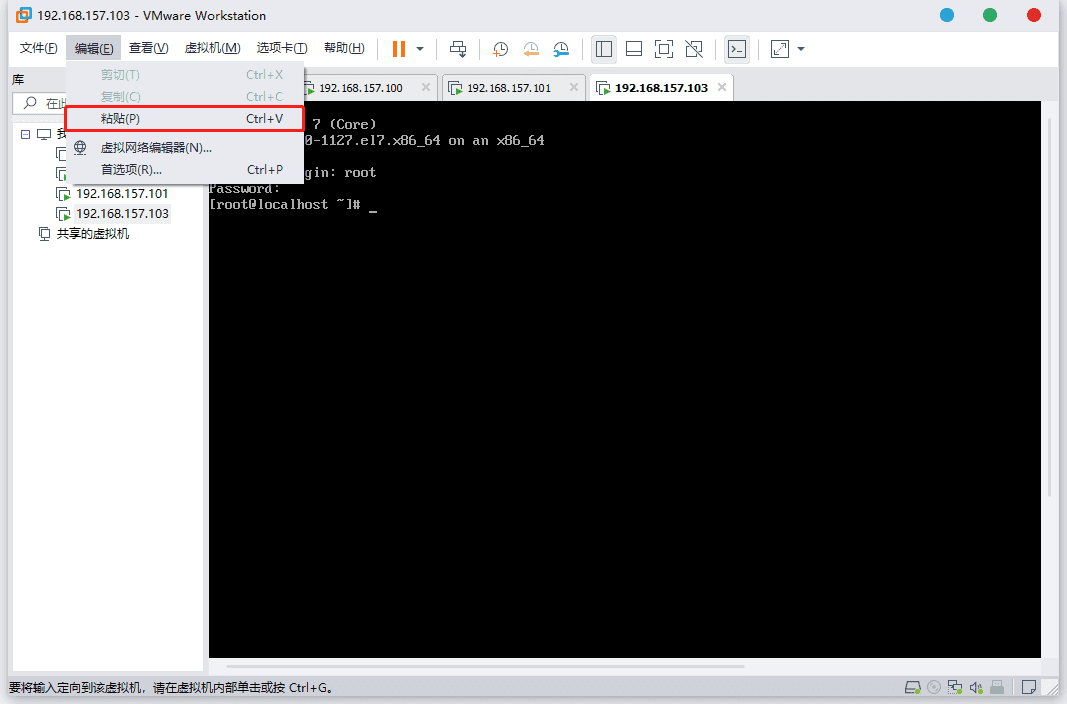 192.168.157.103 - VMware Workstation
文件(F) 编辑(E) 查看(V) 虚拟机(M) 选项卡(T) 帮助(H)
剪切(T) Ctrl+X
复制(C) Ctrl+C
粘贴(P) Ctrl+V
虚拟网络编辑器(N)...
首选项(R)... Ctrl+P
库
在此
我
192.168.157.101
192.168.157.103
共享的虚拟机
192.168.157.100 192.168.157.101 192.168.157.103
7 (Core)
0-1127.el7.x86_64 on an x86_64
gin: root
Password:
[root@localhost ~]# _
要将输入定向到该虚拟机，请在虚拟机内部单击或按 Ctrl+G。